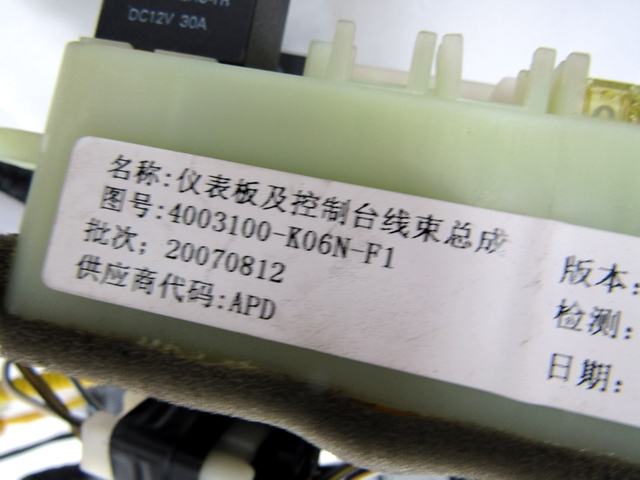 DC12V 30A
名称:仪表板及控制台线束总成
图号:4003100-K06N-F1
批次; 20070812
供应商代码:APD
版本:
检测:
日期: